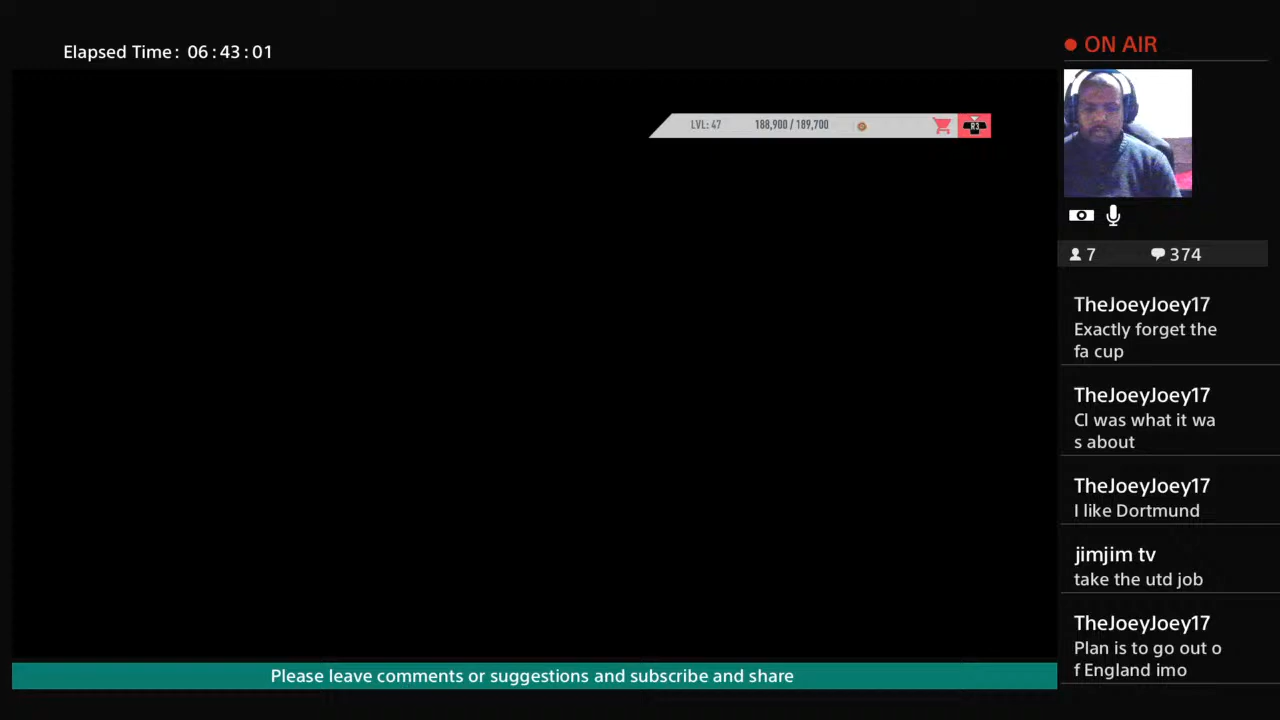 Elapsed Time: 06:43:01
ON AIR
LVL: 47 188,900 / 189,700
R3
7 374
TheJoeyJoey17
Exactly forget the
fa cup
TheJoeyJoey17
Cl was what it wa
s about
TheJoeyJoey17
I like Dortmund
jimjim tv
take the utd job
TheJoeyJoey17
Plan is to go out o
f England imo
Please leave comments or suggestions and subscribe and share